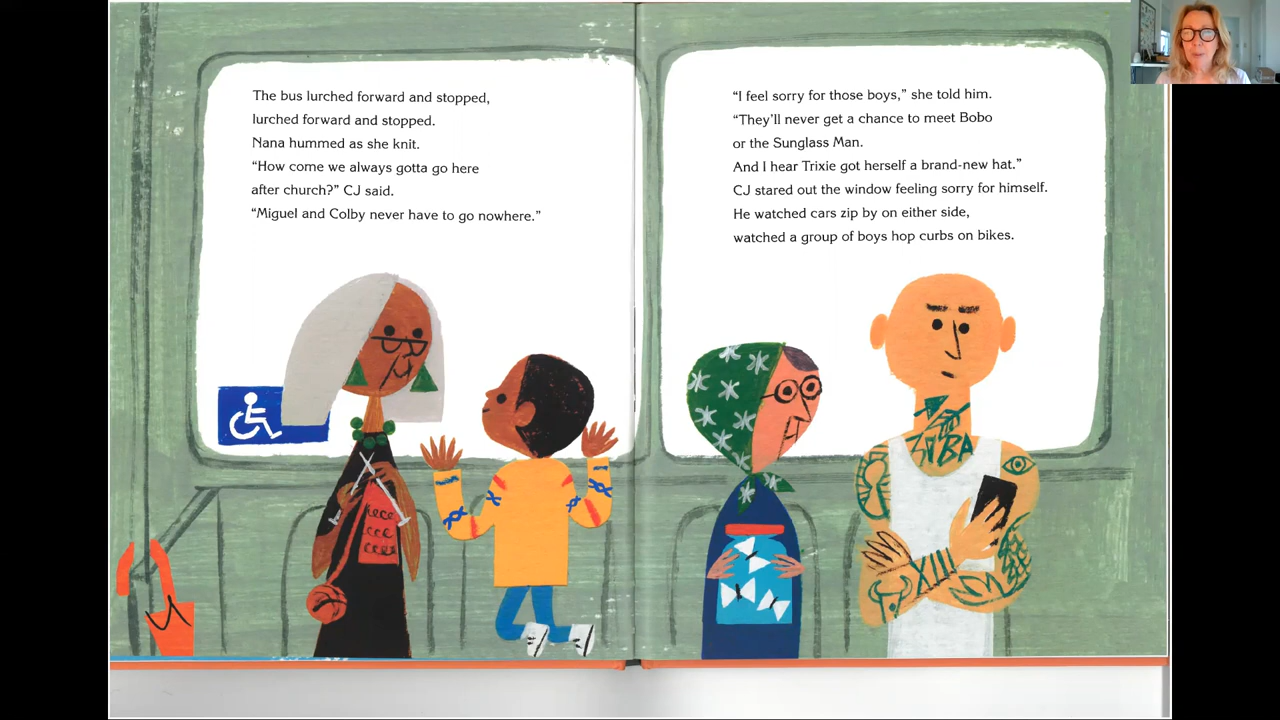 The bus lurched forward and stopped,
lurched forward and stopped.
Nana hummed as she knit.
“How come we always gotta go here
after church?” CJ said.
“Miguel and Colby never have to go nowhere.”
“I feel sorry for those boys,” she told him.
“They’ll never get a chance to meet Bobo
or the Sunglass Man.
And I hear Trixie got herself a brand-new hat.”
CJ stared out the window feeling sorry for himself.
He watched cars zip by on either side,
watched a group of boys hop curbs on bikes.
XIII